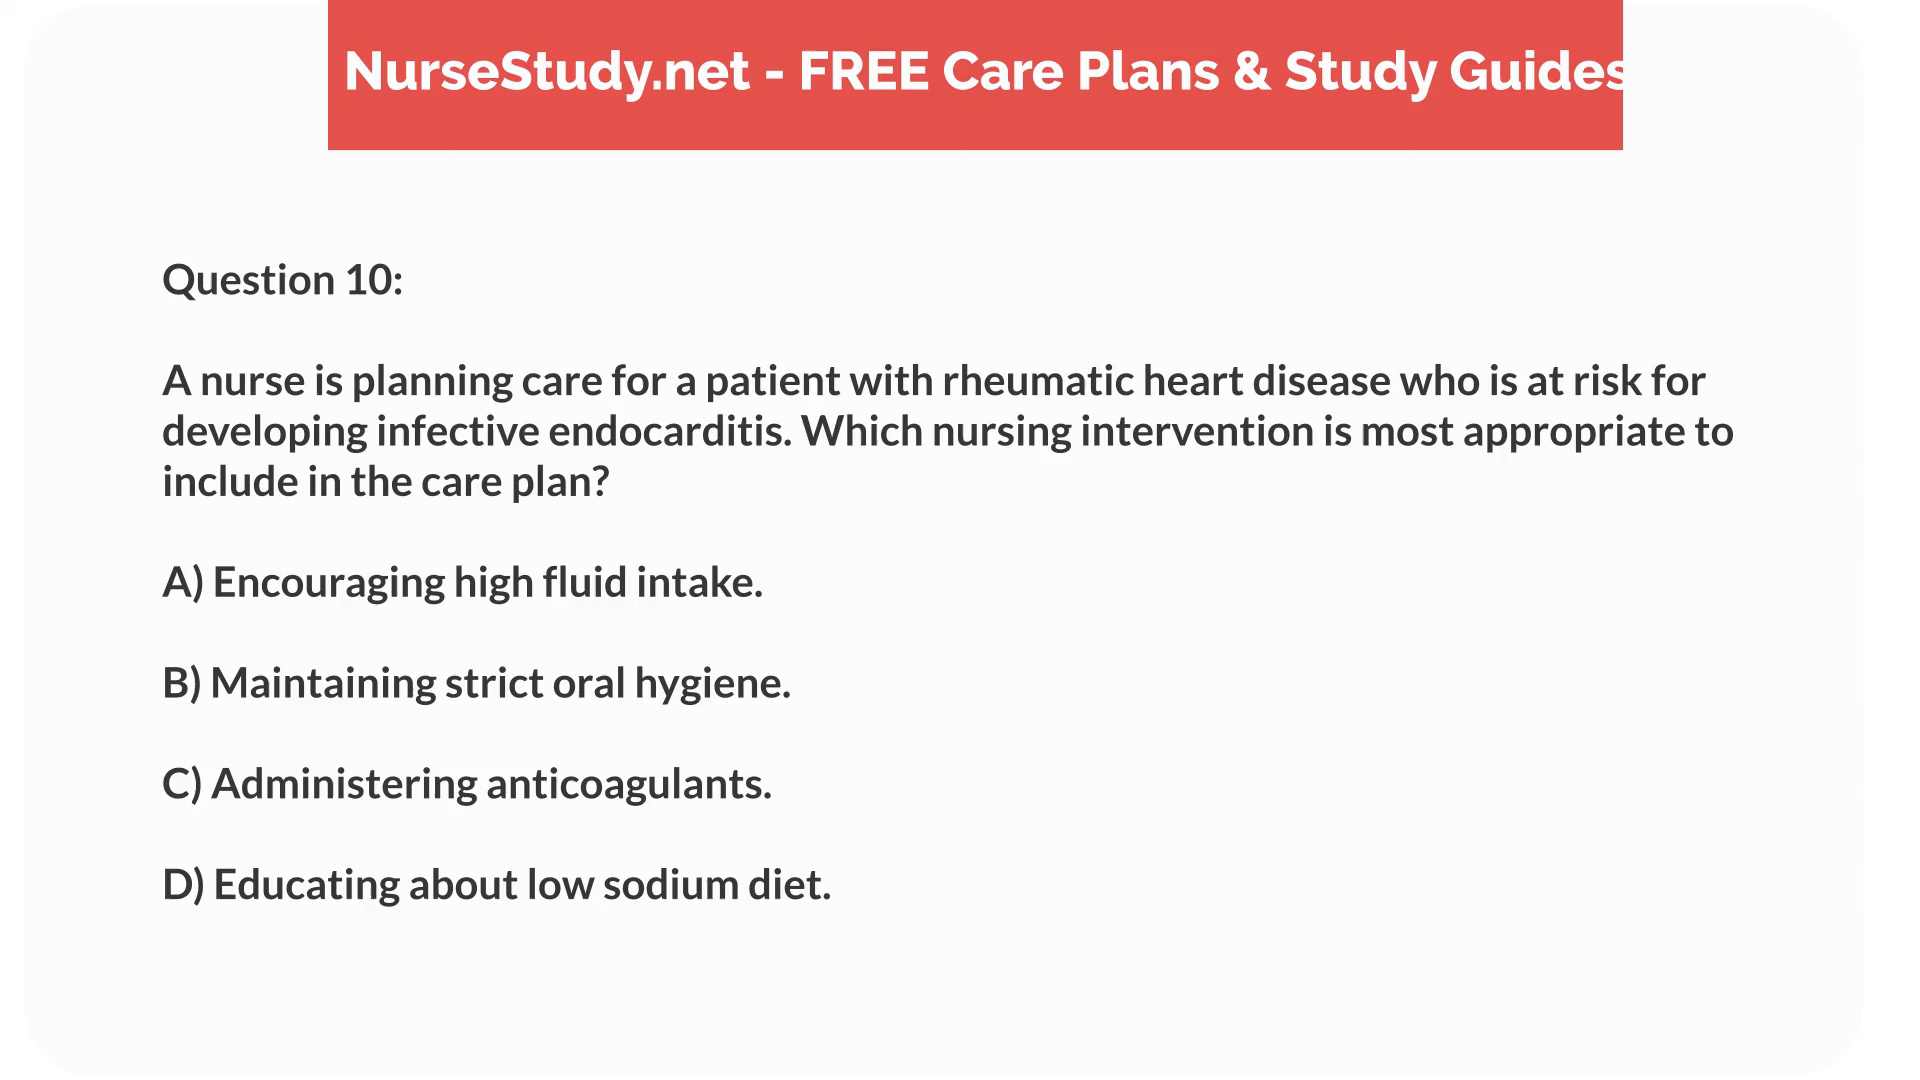 NurseStudy.net - FREE Care Plans & Study Guides
Question 10:
A nurse is planning care for a patient with rheumatic heart disease who is at risk for
developing infective endocarditis. Which nursing intervention is most appropriate to
include in the care plan?
A) Encouraging high fluid intake.
B) Maintaining strict oral hygiene.
C) Administering anticoagulants.
D) Educating about low sodium diet.